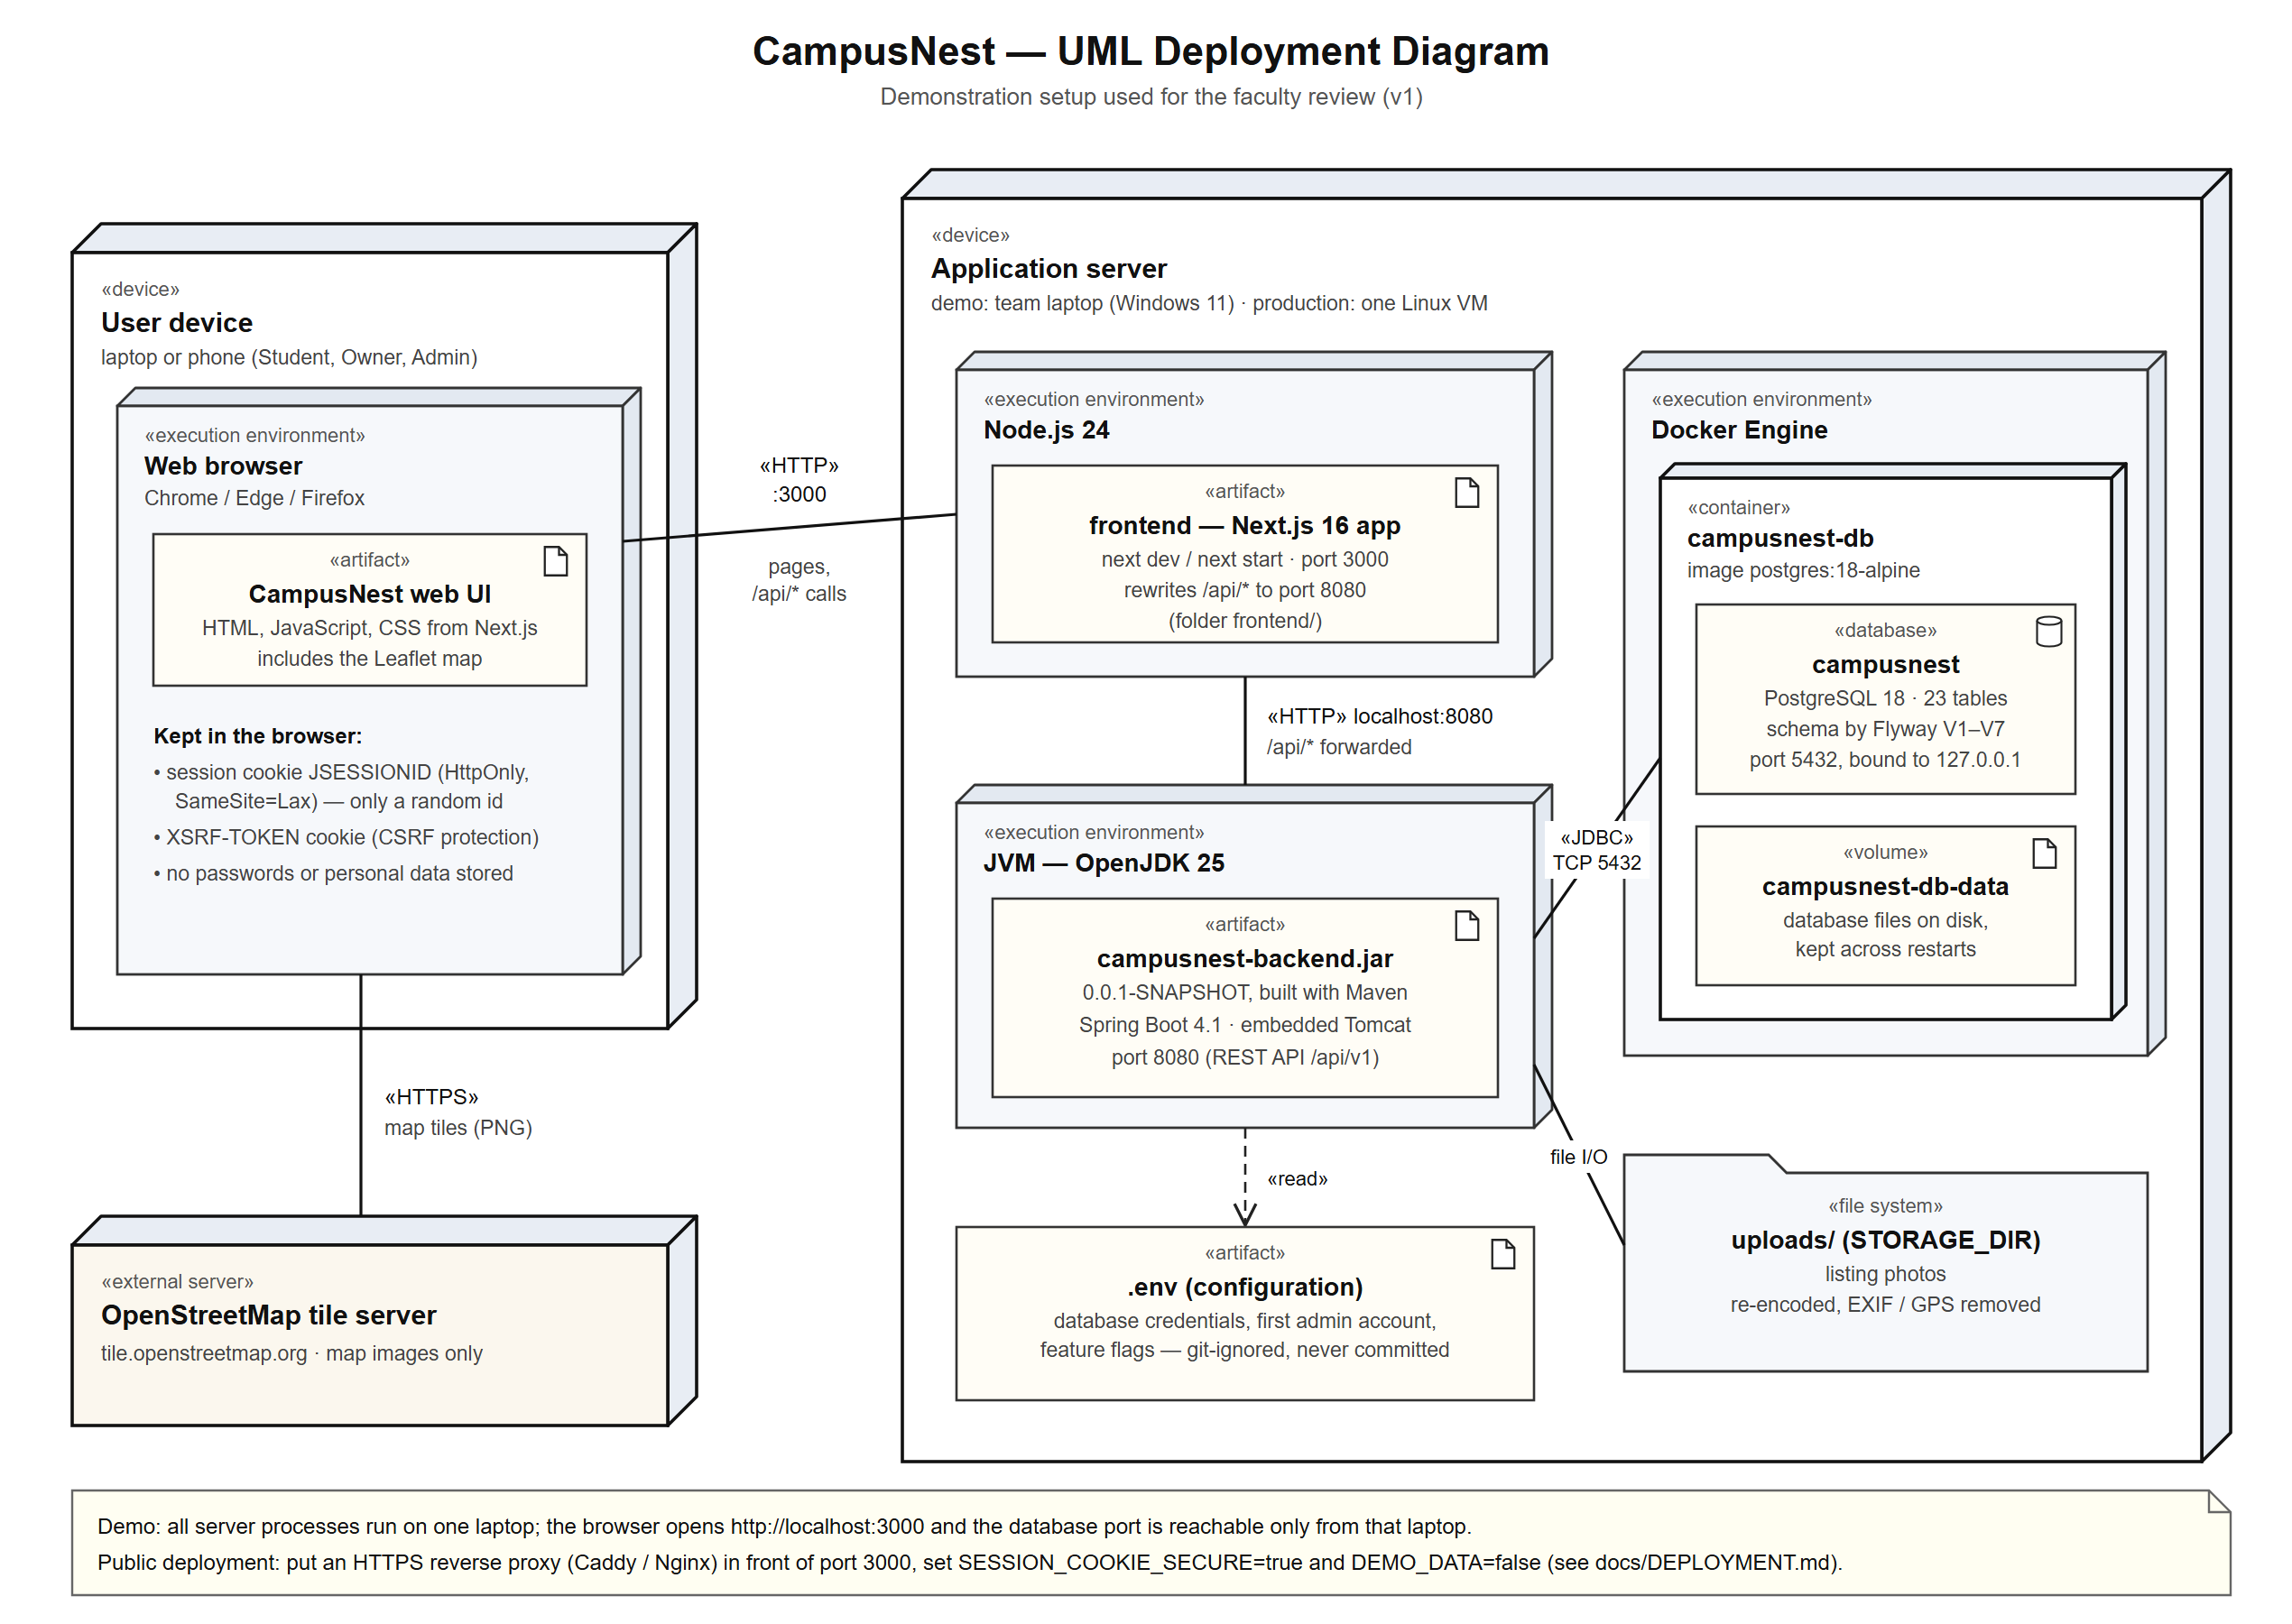 CampusNest — UML Deployment Diagram
Demonstration setup used for the faculty review (v1)
«device»
User device
laptop or phone (Student, Owner, Admin)
«execution environment»
Web browser
Chrome / Edge / Firefox
«artifact»
CampusNest web UI
HTML, JavaScript, CSS from Next.js
includes the Leaflet map
Kept in the browser:
• session cookie JSESSIONID (HttpOnly,
SameSite=Lax) — only a random id
• XSRF-TOKEN cookie (CSRF protection)
• no passwords or personal data stored
«HTTP»
:3000
pages,
/api/* calls
«HTTPS»
map tiles (PNG)
«external server»
OpenStreetMap tile server
tile.openstreetmap.org · map images only
«device»
Application server
demo: team laptop (Windows 11) · production: one Linux VM
«execution environment»
Node.js 24
«artifact»
frontend — Next.js 16 app
next dev / next start · port 3000
rewrites /api/* to port 8080
(folder frontend/)
«HTTP» localhost:8080
/api/* forwarded
«execution environment»
JVM — OpenJDK 25
«artifact»
campusnest-backend.jar
0.0.1-SNAPSHOT, built with Maven
Spring Boot 4.1 · embedded Tomcat
port 8080 (REST API /api/v1)
«read»
«artifact»
.env (configuration)
database credentials, first admin account,
feature flags — git-ignored, never committed
«JDBC»
TCP 5432
file I/O
«execution environment»
Docker Engine
«container»
campusnest-db
image postgres:18-alpine
«database»
campusnest
PostgreSQL 18 · 23 tables
schema by Flyway V1–V7
port 5432, bound to 127.0.0.1
«volume»
campusnest-db-data
database files on disk,
kept across restarts
«file system»
uploads/ (STORAGE_DIR)
listing photos
re-encoded, EXIF / GPS removed
Demo: all server processes run on one laptop; the browser opens http://localhost:3000 and the database port is reachable only from that laptop.
Public deployment: put an HTTPS reverse proxy (Caddy / Nginx) in front of port 3000, set SESSION_COOKIE_SECURE=true and DEMO_DATA=false (see docs/DEPLOYMENT.md).